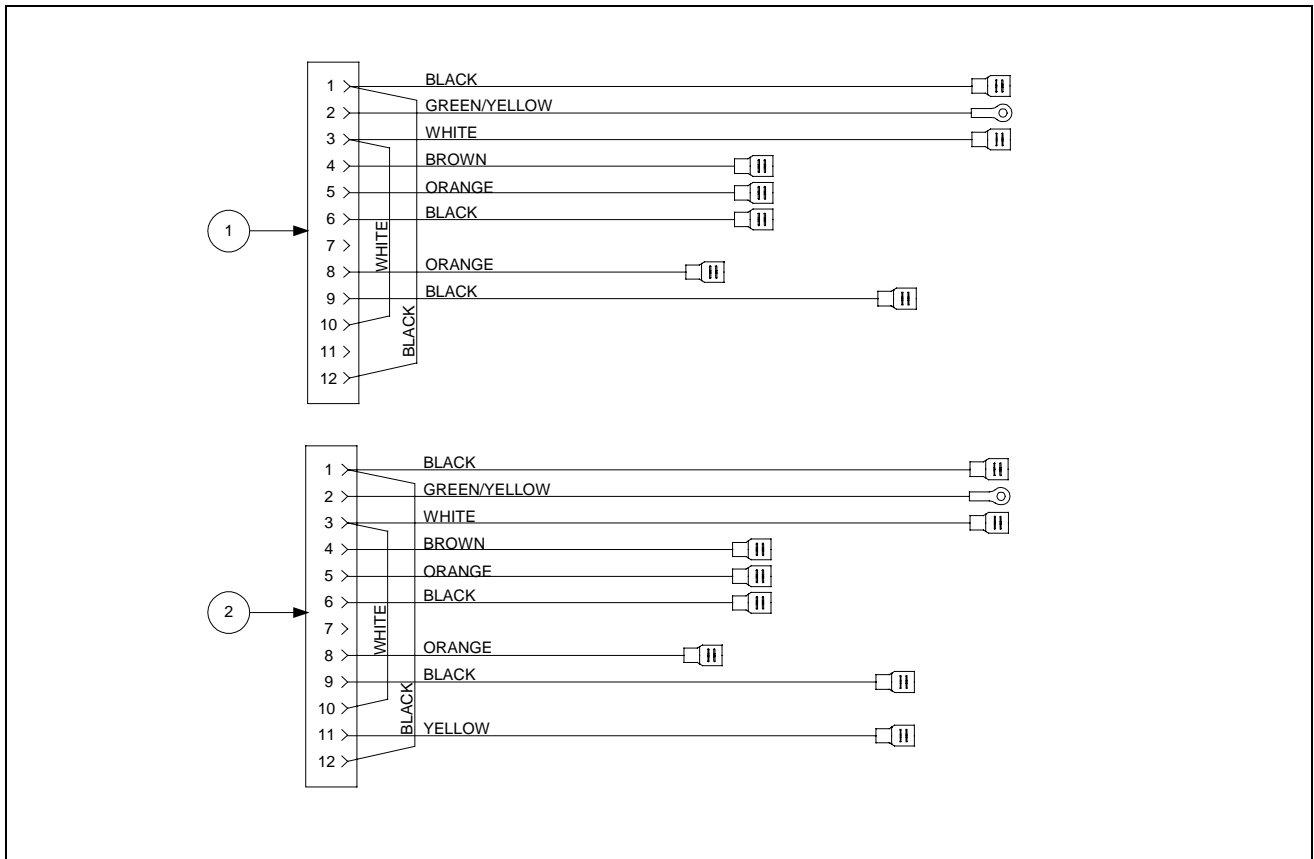 1 BLACK
2 GREEN/YELLOW
3 WHITE
4 BROWN
5 ORANGE
6 BLACK
1
7
WHITE
8 ORANGE
9 BLACK
10
BLACK
11
12
1 BLACK
2 GREEN/YELLOW
3 WHITE
4 BROWN
5 ORANGE
6 BLACK
2
7
WHITE
8 ORANGE
9 BLACK
10
BLACK
11 YELLOW
12